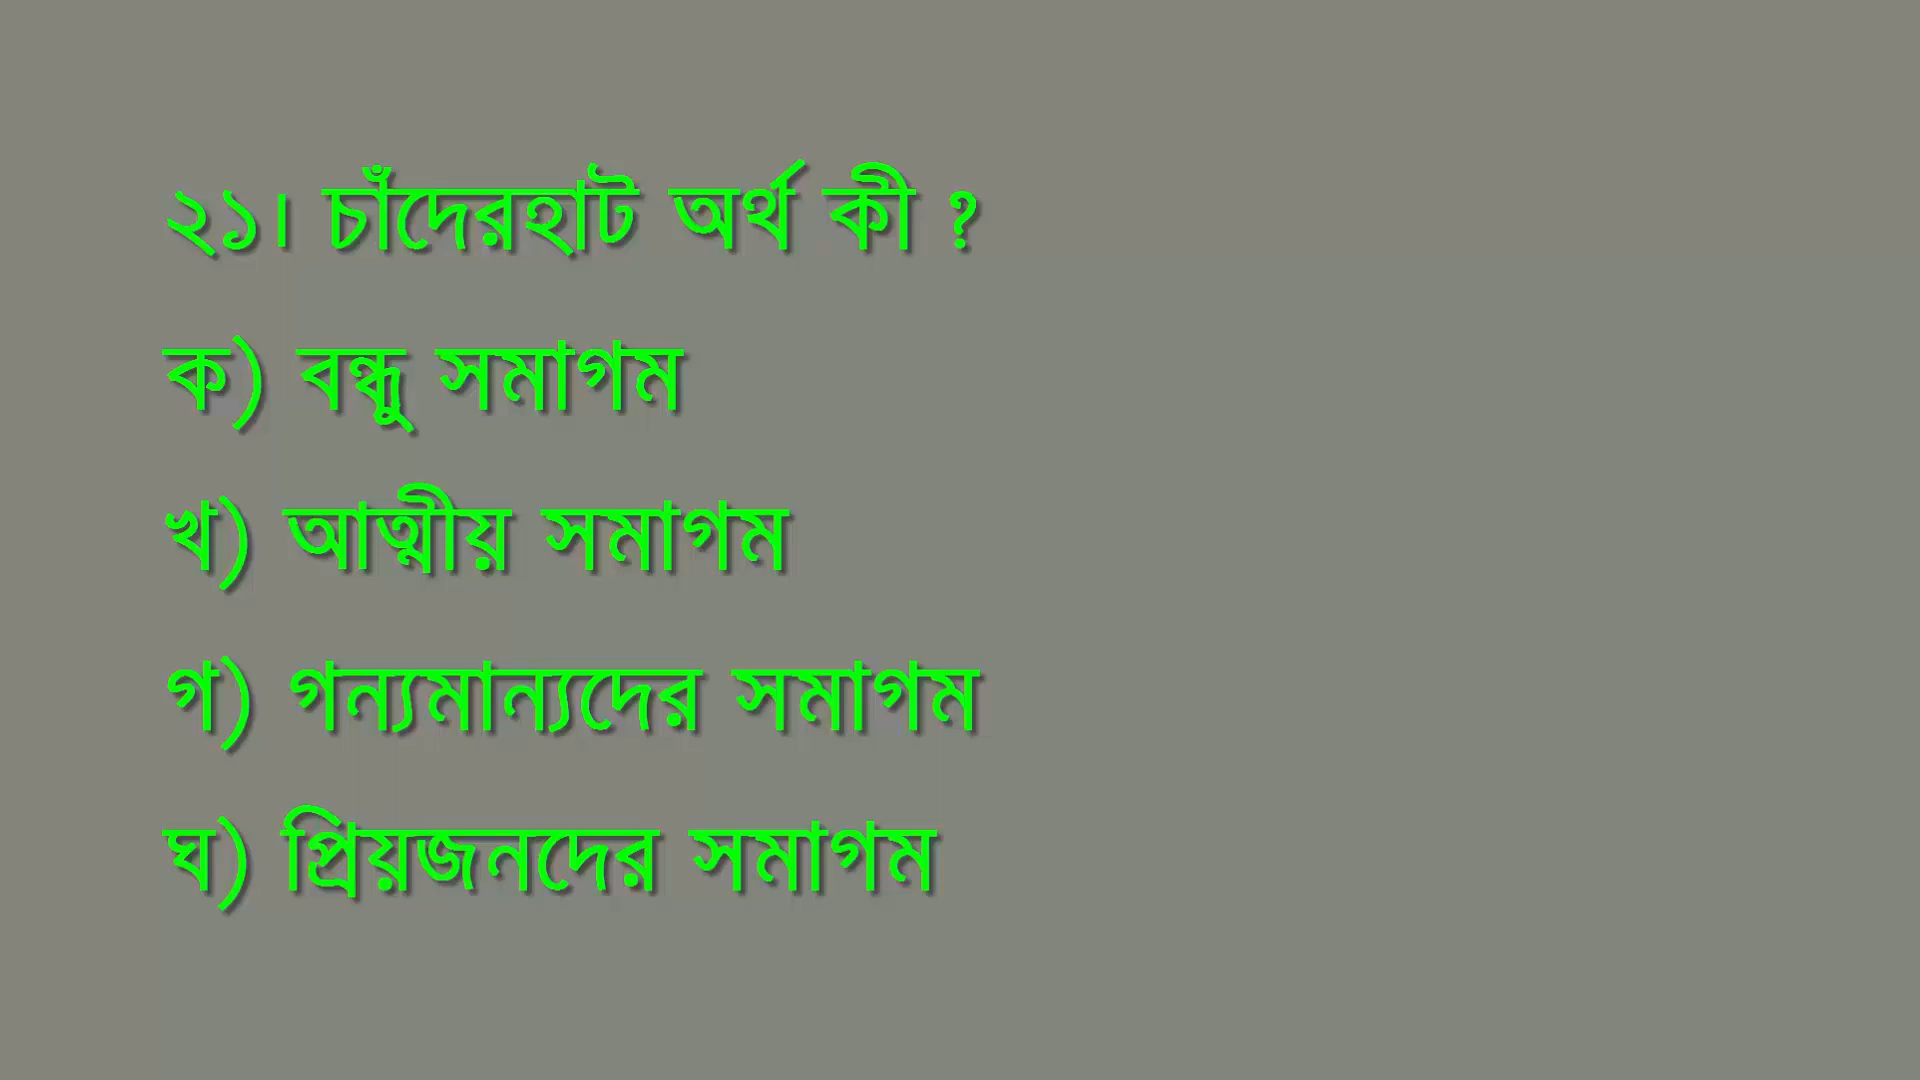 ২১। চাঁদেরহাট অর্থ কী ?
ক) বন্ধু সমাগম
খ) আত্মীয় সমাগম
গ) গন্যমান্যদের সমাগম
ঘ) প্রিয়জনদের সমাগম